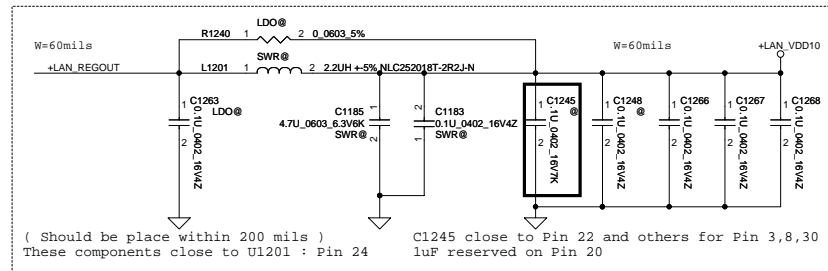 LDO@
R1240 1 2 0_0603_5%
W=60mils
SWR@
W=60mils
+LAN_VDD10
+LAN_REGOUT
L1201 1 2 2.2UH +-5% NLC252018T-2R2J-N
1 2 C1263 LDO@ 0.1U_0402_16V4Z
1 2 C1185 4.7U_0603_6.3V6K SWR@
2 1 C1183 0.1U_0402_16V4Z SWR@
1 2 C1245 @ .1U_0402_16V7K
1 2 C1248 @ 0.1U_0402_16V4Z
1 2 C1266 0.1U_0402_16V4Z
1 2 C1267 0.1U_0402_16V4Z
1 2 C1268 0.1U_0402_16V4Z
( Should be place within 200 mils )
These components close to U1201 : Pin 24
C1245 close to Pin 22 and others for Pin 3,8,30
1uF reserved on Pin 20